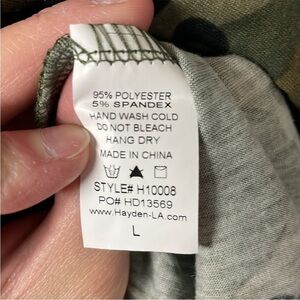 95% POLYESTER
5% SPANDEX
HAND WASH COLD
DO NOT BLEACH
HANG DRY
MADE IN CHINA
STYLE# H10008
PO# HD13569
www.Hayden-LA.com
L